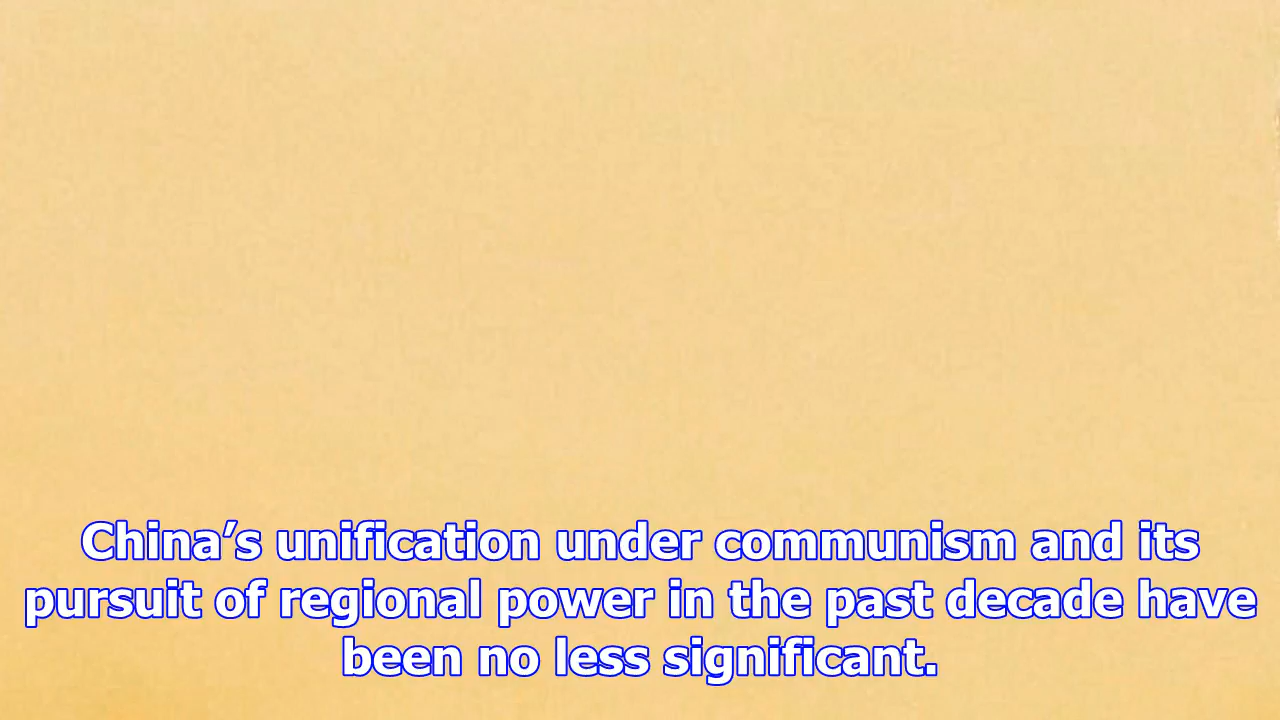 China’s unification under communism and its
pursuit of regional power in the past decade have
been no less significant.